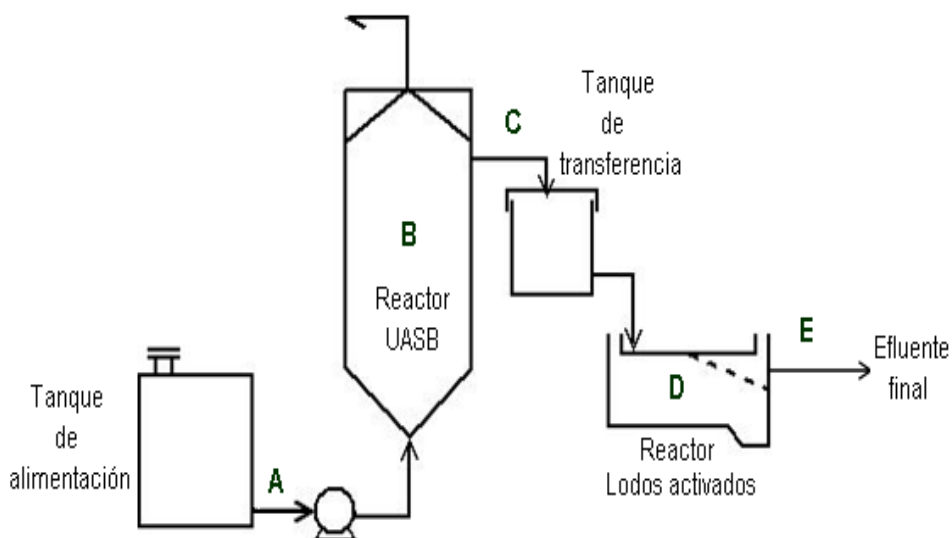 C
Tanque
de
transferencia
B
Reactor
UASB
E
Efluente
final
D
Reactor
Lodos activados
Tanque
de
alimentación
A